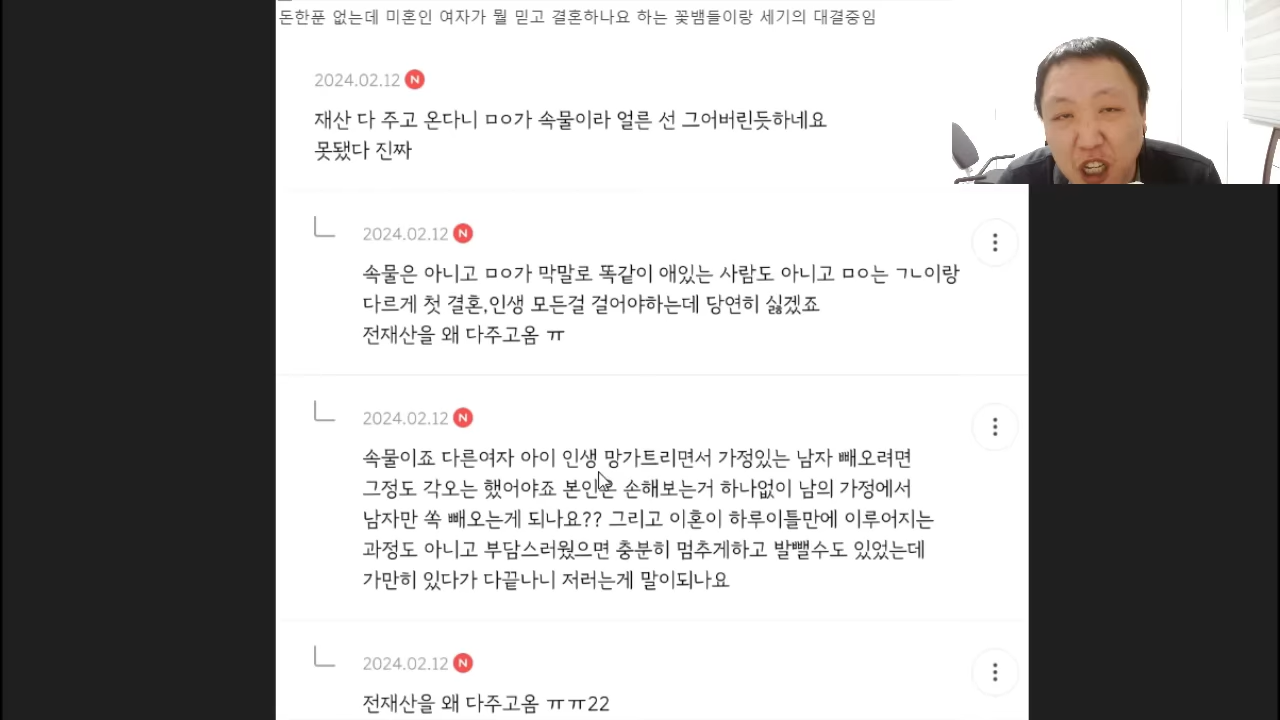 돈한푼 없는데 미혼인 여자가 뭘 믿고 결혼하나요 하는 꽃뱀들이랑 세기의 대결중임
2024.02.12 N
재산 다 주고 온다니 ㅁㅇ가 속물이라 얼른 선 그어버린듯하네요
못됐다 진짜
2024.02.12 N
속물은 아니고 ㅁㅇ가 막말로 똑같이 애있는 사람도 아니고 ㅁㅇ는 ㄱㄴ이랑
다르게 첫 결혼,인생 모든걸 걸어야하는데 당연히 싫겠죠
전재산을 왜 다주고옴 ㅠ
2024.02.12 N
속물이죠 다른여자 아이 인생 망가트리면서 가정있는 남자 빼오려면
그정도 각오는 했어야죠 본인은 손해보는거 하나없이 남의 가정에서
남자만 쏙 빼오는게 되나요?? 그리고 이혼이 하루이틀만에 이루어지는
과정도 아니고 부담스러웠으면 충분히 멈추게하고 발뺄수도 있었는데
가만히 있다가 다끝나니 저러는게 말이되나요
2024.02.12 N
전재산을 왜 다주고옴 ㅠㅠ22